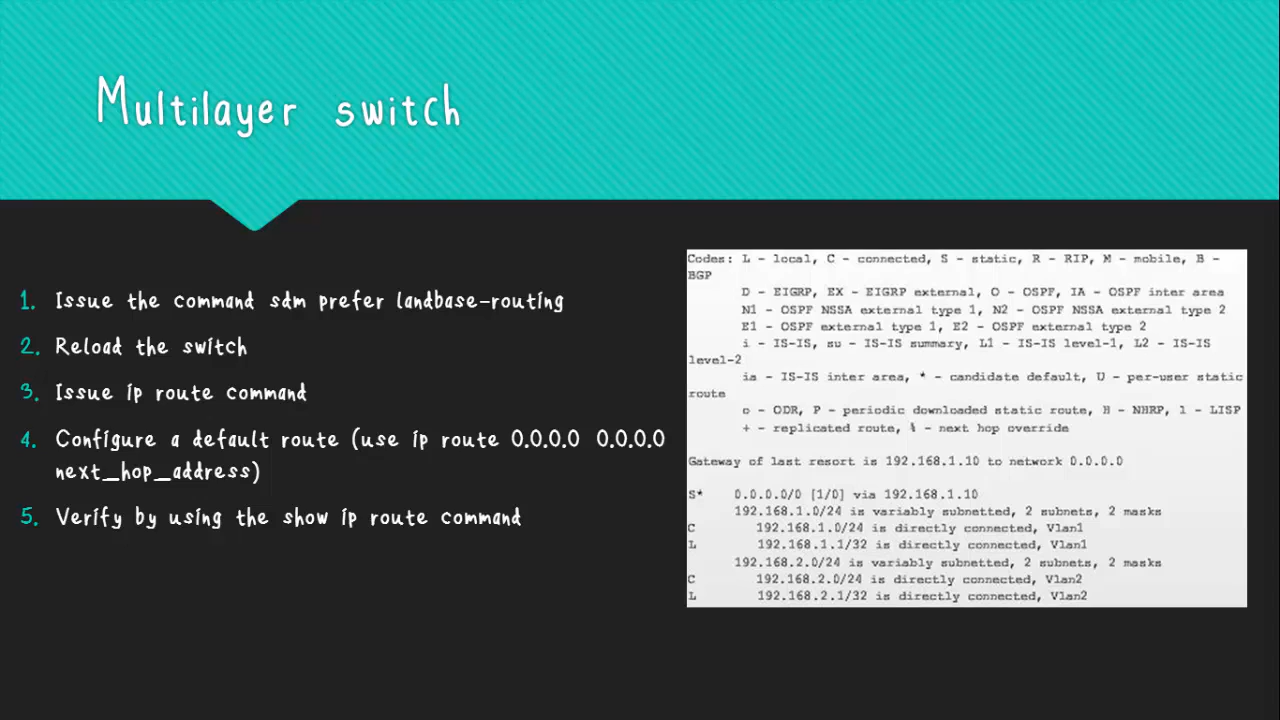 Multilayer switch
1. Issue the command sdm prefer landbase-routing
2. Reload the switch
3. Issue ip route command
4. Configure a default route (use ip route 0.0.0.0 0.0.0.0
next_hop_address)
5. Verify by using the show ip route command
Codes: L - local, C - connected, S - static, R - RIP, M - mobile, B -
BGP
D - EIGRP, EX - EIGRP external, O - OSPF, IA - OSPF inter area
N1 - OSPF NSSA external type 1, N2 - OSPF NSSA external type 2
E1 - OSPF external type 1, E2 - OSPF external type 2
i - IS-IS, su - IS-IS summary, L1 - IS-IS level-1, L2 - IS-IS
level-2
ia - IS-IS inter area, * - candidate default, U - per-user static
route
o - ODR, P - periodic downloaded static route, H - NHRP, l - LISP
+ - replicated route, % - next hop override
Gateway of last resort is 192.168.1.10 to network 0.0.0.0
S* 0.0.0.0/0 [1/0] via 192.168.1.10
192.168.1.0/24 is variably subnetted, 2 subnets, 2 masks
C 192.168.1.0/24 is directly connected, Vlan1
L 192.168.1.1/32 is directly connected, Vlan1
192.168.2.0/24 is variably subnetted, 2 subnets, 2 masks
C 192.168.2.0/24 is directly connected, Vlan2
L 192.168.2.1/32 is directly connected, Vlan2